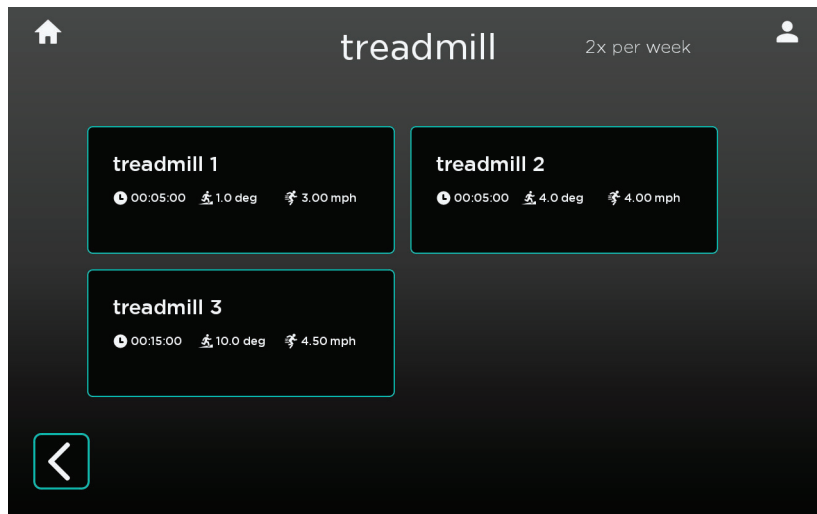 treadmill
2x per week
treadmill 1
00:05:00 1.0 deg 3.00 mph
treadmill 2
00:05:00 4.0 deg 4.00 mph
treadmill 3
00:15:00 10.0 deg 4.50 mph